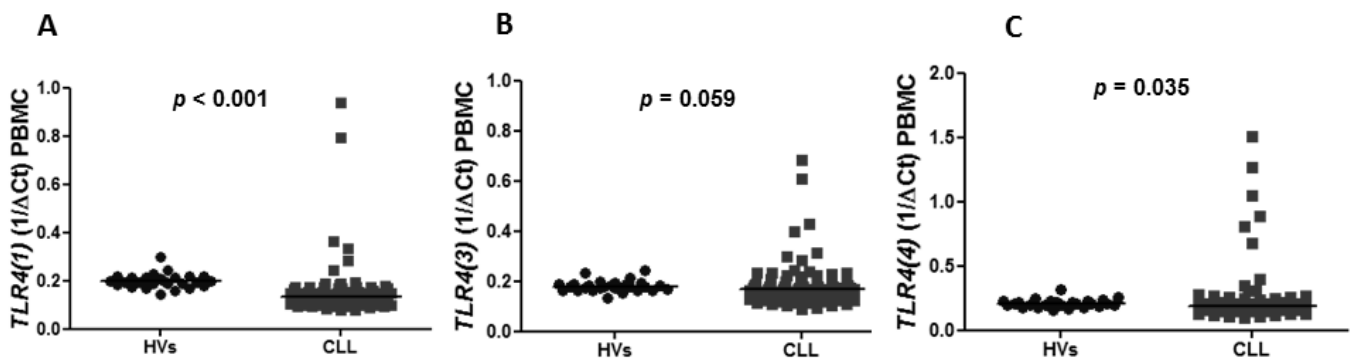 A
B
C
p < 0.001
p = 0.059
p = 0.035
TLR4(1) (1/ΔCt) PBMC
1.0
0.8
0.6
0.4
0.2
0.0
HVs CLL
TLR4(3) (1/ΔCt) PBMC
1.0
0.8
0.6
0.4
0.2
0.0
HVs CLL
TLR4(4) (1/ΔCt) PBMC
2.0
1.5
1.0
0.5
0.0
HVs CLL